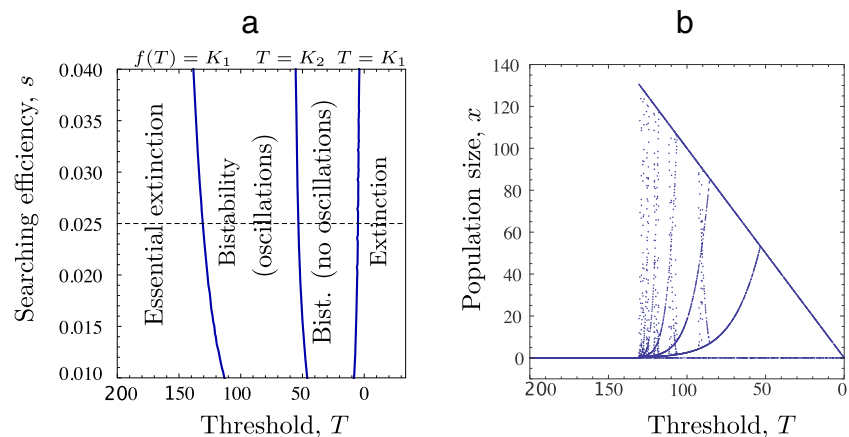 a
f(T) = K₁ T = K₂ T = K₁
0.040
0.035
0.030
0.025
0.020
0.015
0.010
Searching efficiency, s
Essential extinction
Bistability
(oscillations)
Bist. (no oscillations)
Extinction
200 150 100 50 0
Threshold, T
b
140
120
100
80
60
40
20
0
Population size, x
200 150 100 50 0
Threshold, T